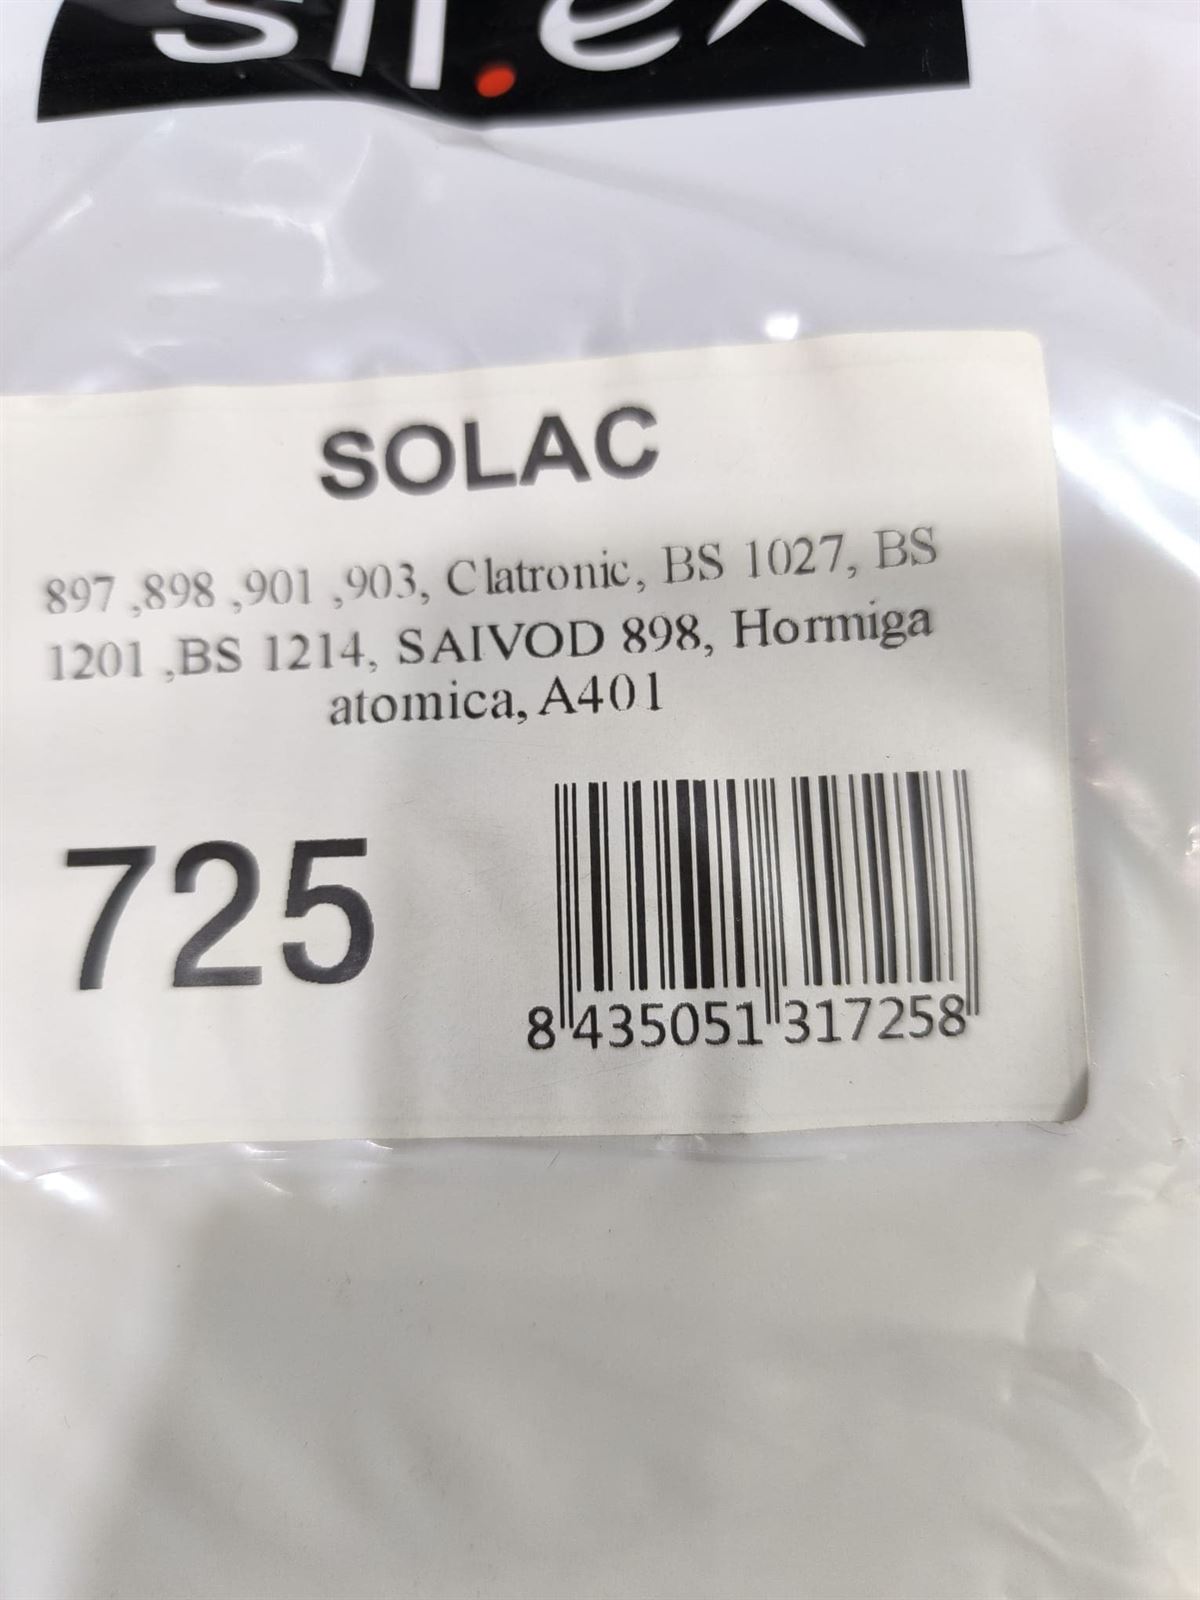 sil.ex
SOLAC
897 ,898 ,901 ,903, Clatronic, BS 1027, BS
1201 ,BS 1214, SAIVOD 898, Hormiga
atomica, A401
725
8 435051 317258